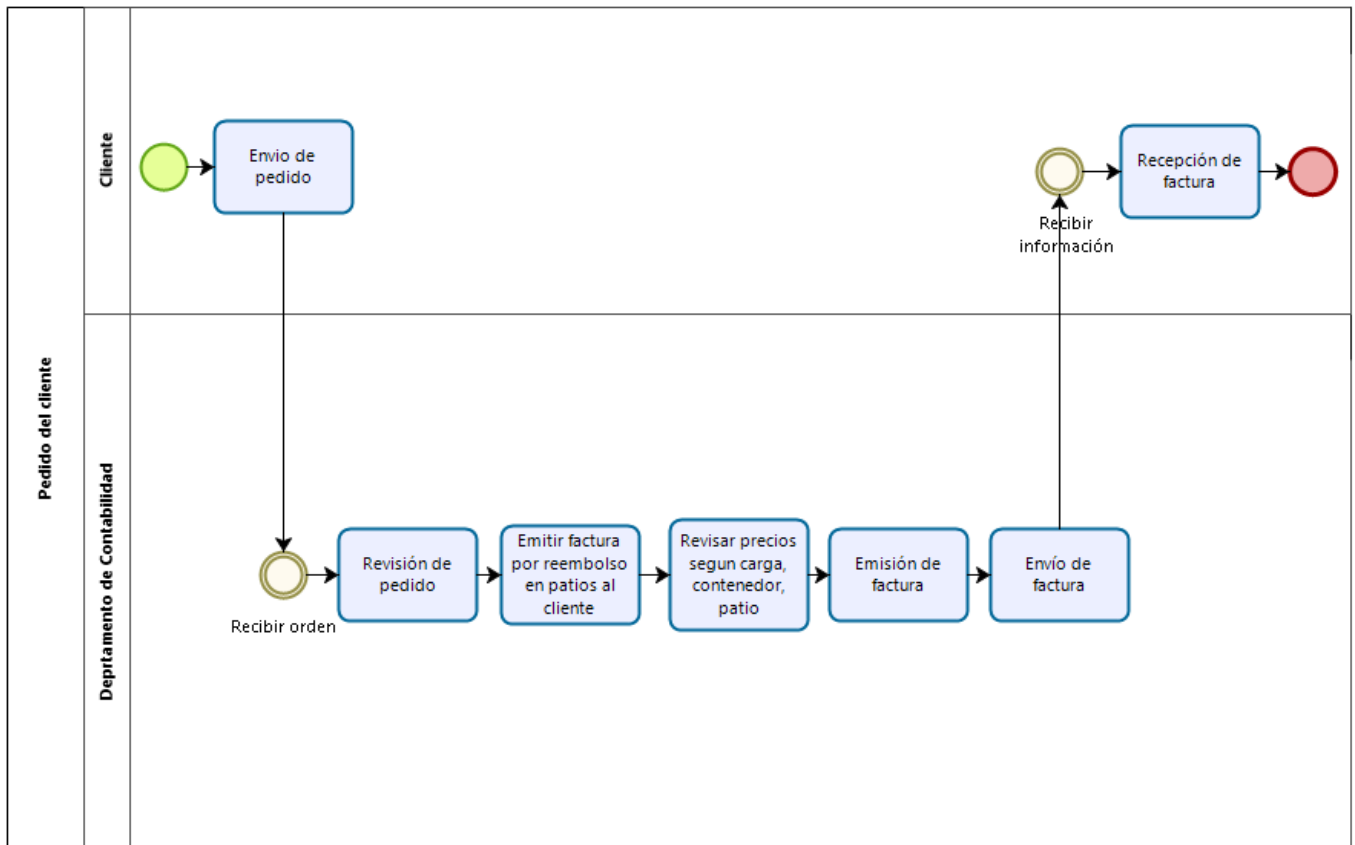 Pedido del cliente
Cliente
Envio de
pedido
Recibir
información
Recepción de
factura
Deprtamento de Contabilidad
Recibir orden
Revisión de
pedido
Emitir factura
por reembolso
en patios al
cliente
Revisar precios
segun carga,
contenedor,
patio
Emisión de
factura
Envío de
factura